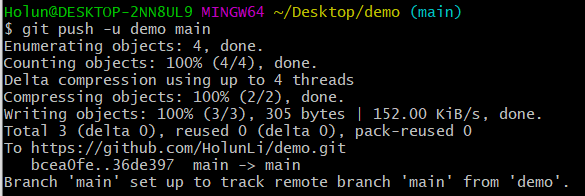 Holun@DESKTOP-2NN8UL9 MINGW64 ~/Desktop/demo (main)
$ git push -u demo main
Enumerating objects: 4, done.
Counting objects: 100% (4/4), done.
Delta compression using up to 4 threads
Compressing objects: 100% (2/2), done.
Writing objects: 100% (3/3), 305 bytes | 152.00 KiB/s, done.
Total 3 (delta 0), reused 0 (delta 0), pack-reused 0
To https://github.com/HolunLi/demo.git
   bcea0fe..36de397  main -> main
Branch 'main' set up to track remote branch 'main' from 'demo'.